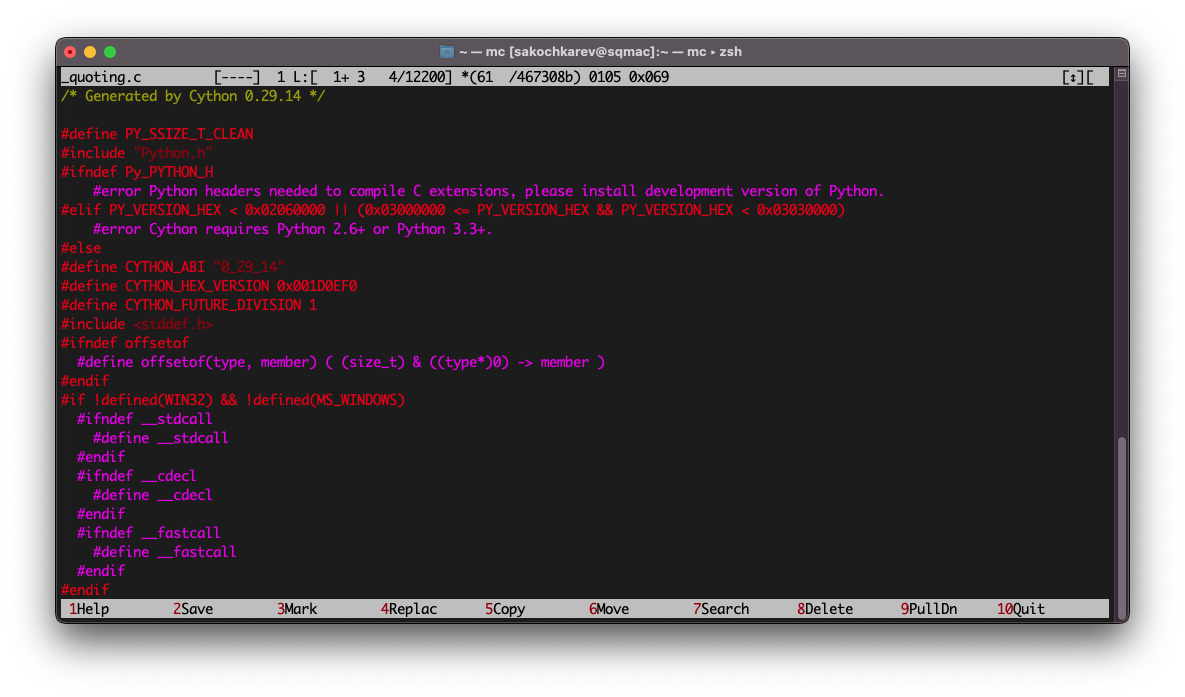 ~ — mc [sakochkarev@sqmac]:~ — mc ▸ zsh
_quoting.c [----] 1 L:[ 1+ 3 4/12200] *(61 /467308b) 0105 0x069 [↕][
/* Generated by Cython 0.29.14 */
#define PY_SSIZE_T_CLEAN
#include "Python.h"
#ifndef Py_PYTHON_H
#error Python headers needed to compile C extensions, please install development version of Python.
#elif PY_VERSION_HEX < 0x02060000 || (0x03000000 <= PY_VERSION_HEX && PY_VERSION_HEX < 0x03030000)
#error Cython requires Python 2.6+ or Python 3.3+.
#else
#define CYTHON_ABI "0_29_14"
#define CYTHON_HEX_VERSION 0x001D0EF0
#define CYTHON_FUTURE_DIVISION 1
#include <stddef.h>
#ifndef offsetof
#define offsetof(type, member) ( (size_t) & ((type*)0) -> member )
#endif
#if !defined(WIN32) && !defined(MS_WINDOWS)
#ifndef __stdcall
#define __stdcall
#endif
#ifndef __cdecl
#define __cdecl
#endif
#ifndef __fastcall
#define __fastcall
#endif
#endif
1Help 2Save 3Mark 4Replac 5Copy 6Move 7Search 8Delete 9PullDn 10Quit